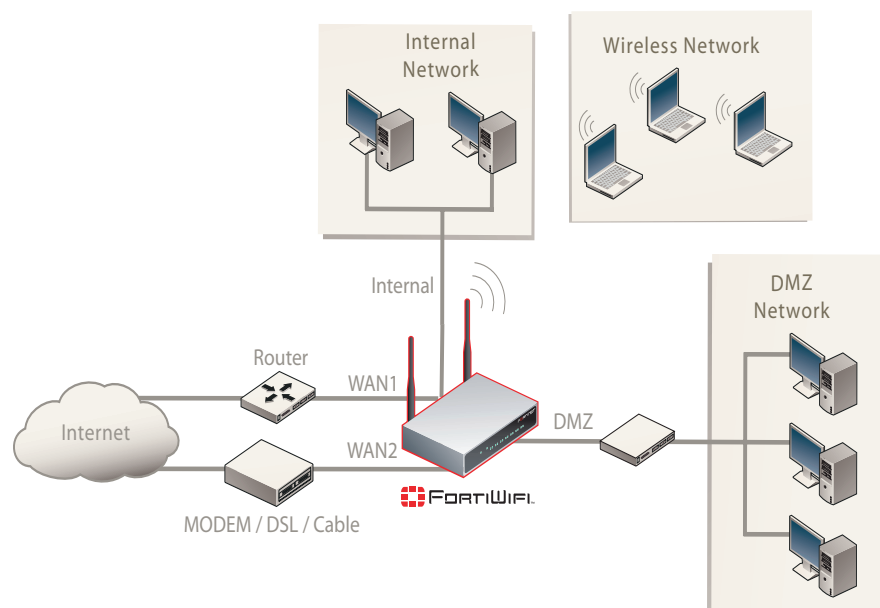 Internal
Network
Wireless Network
Internal
DMZ
Network
Router
WAN1
Internet
WAN2
DMZ
FORTIWIFI
MODEM / DSL / Cable